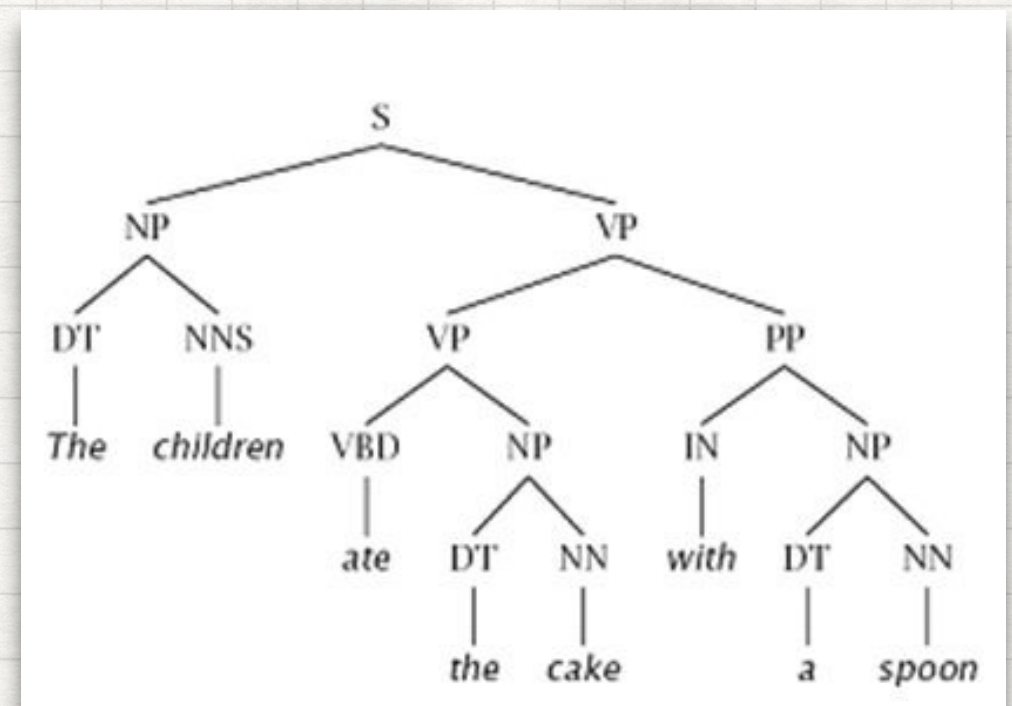 S
NP VP
DT NNS VP PP
The children VBD NP IN NP
ate DT NN with DT NN
the cake a spoon